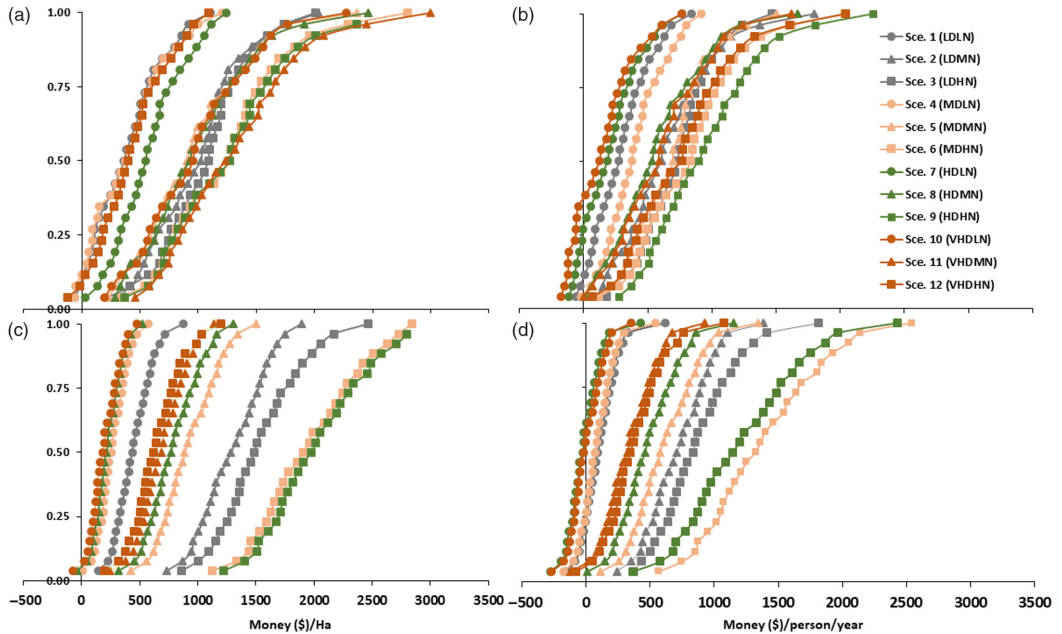 (a)
1.00
0.75
0.50
0.25
0.00
(b)
Sce. 1 (LDLN)
Sce. 2 (LDMN)
Sce. 3 (LDHN)
Sce. 4 (MDLN)
Sce. 5 (MDMN)
Sce. 6 (MDHN)
Sce. 7 (HDLN)
Sce. 8 (HDMN)
Sce. 9 (HDHN)
Sce. 10 (VHDLN)
Sce. 11 (VHDMN)
Sce. 12 (VHDHN)
(c)
1.00
0.75
0.50
0.25
0.00
(d)
−500 0 500 1000 1500 2000 2500 3000 3500
Money ($)/Ha
−500 0 500 1000 1500 2000 2500 3000 3500
Money ($)/person/year